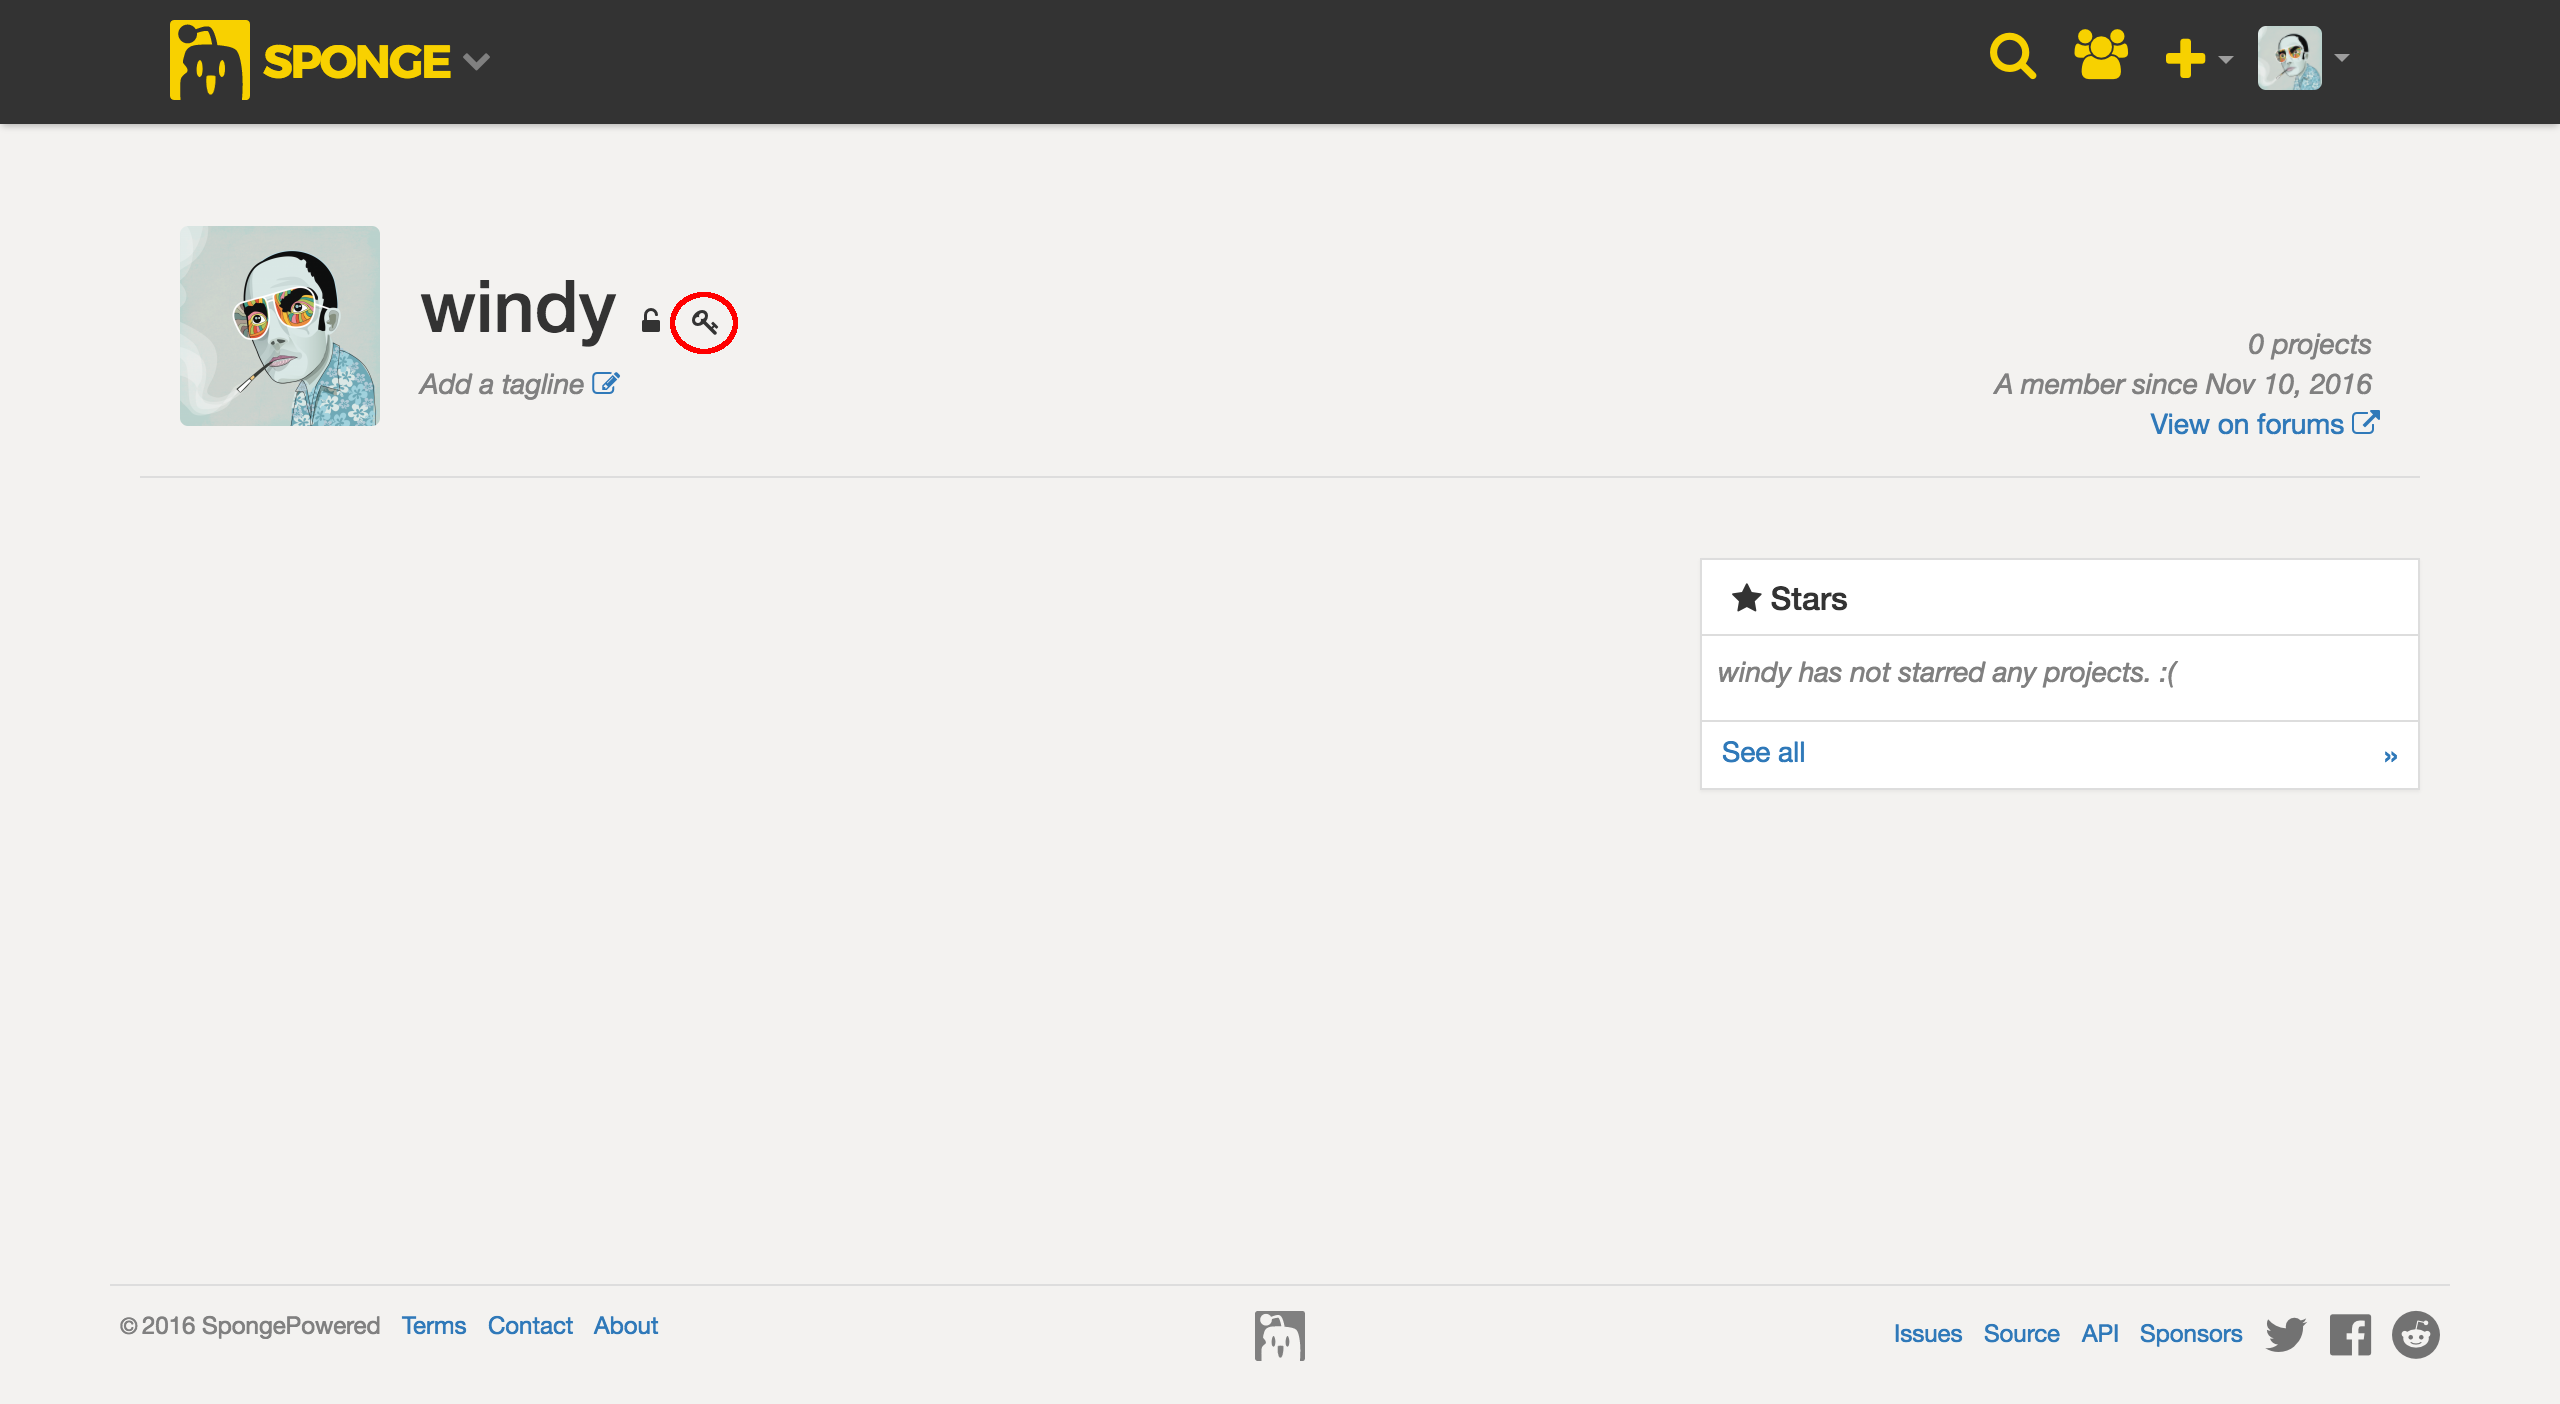 SPONGE
windy
Add a tagline
0 projects
A member since Nov 10, 2016
View on forums
Stars
windy has not starred any projects. :(
See all »
© 2016 SpongePowered Terms Contact About
Issues Source API Sponsors